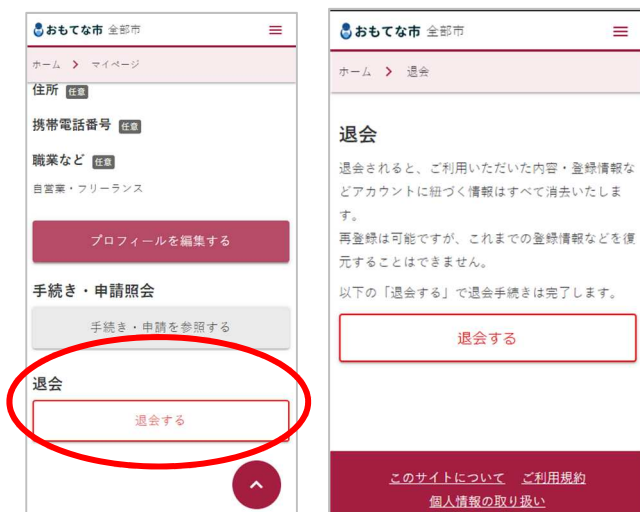 おもてな市 全部市
ホーム > マイページ
住所 任意
携帯電話番号 任意
職業など 任意
自営業・フリーランス
プロフィールを編集する
手続き・申請照会
手続き・申請を参照する
退会
退会する
おもてな市 全部市
ホーム > 退会
退会
退会されると、ご利用いただいた内容・登録情報な
どアカウントに紐づく情報はすべて消去いたしま
す。
再登録は可能ですが、これまでの登録情報などを復
元することはできません。
以下の「退会する」で退会手続きは完了します。
退会する
このサイトについて ご利用規約
個人情報の取り扱い